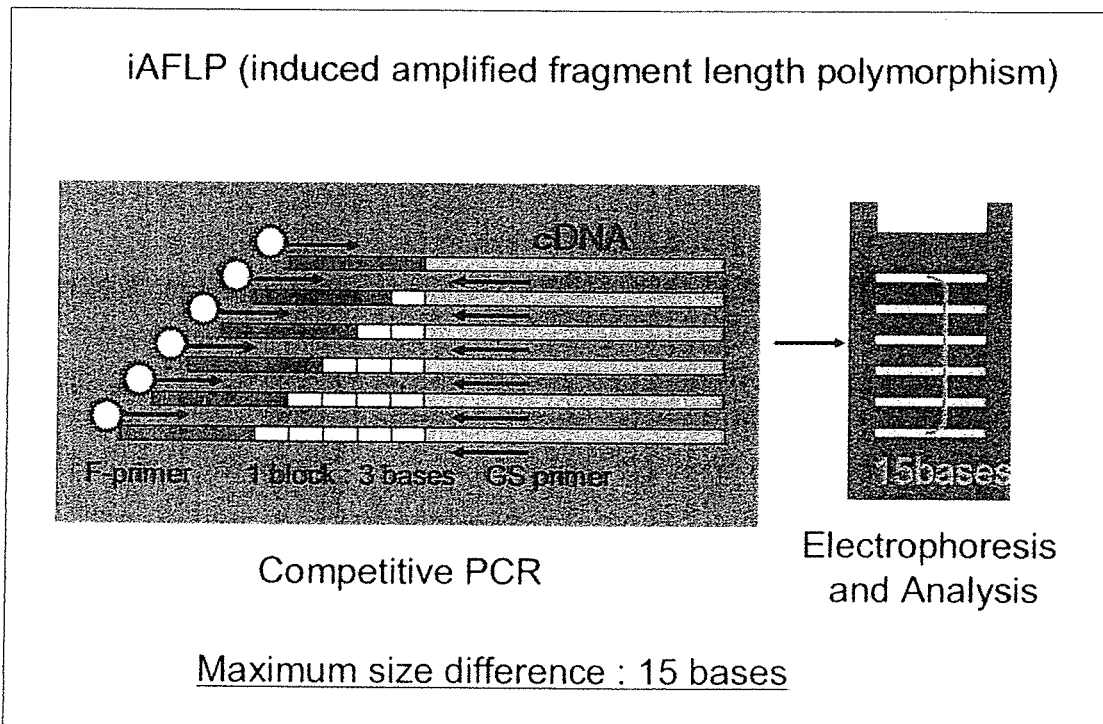 iAFLP (induced amplified fragment length polymorphism)
cDNA
F-primer 1 block : 3 bases GS primer
15bases
Competitive PCR
Electrophoresis
and Analysis
Maximum size difference : 15 bases